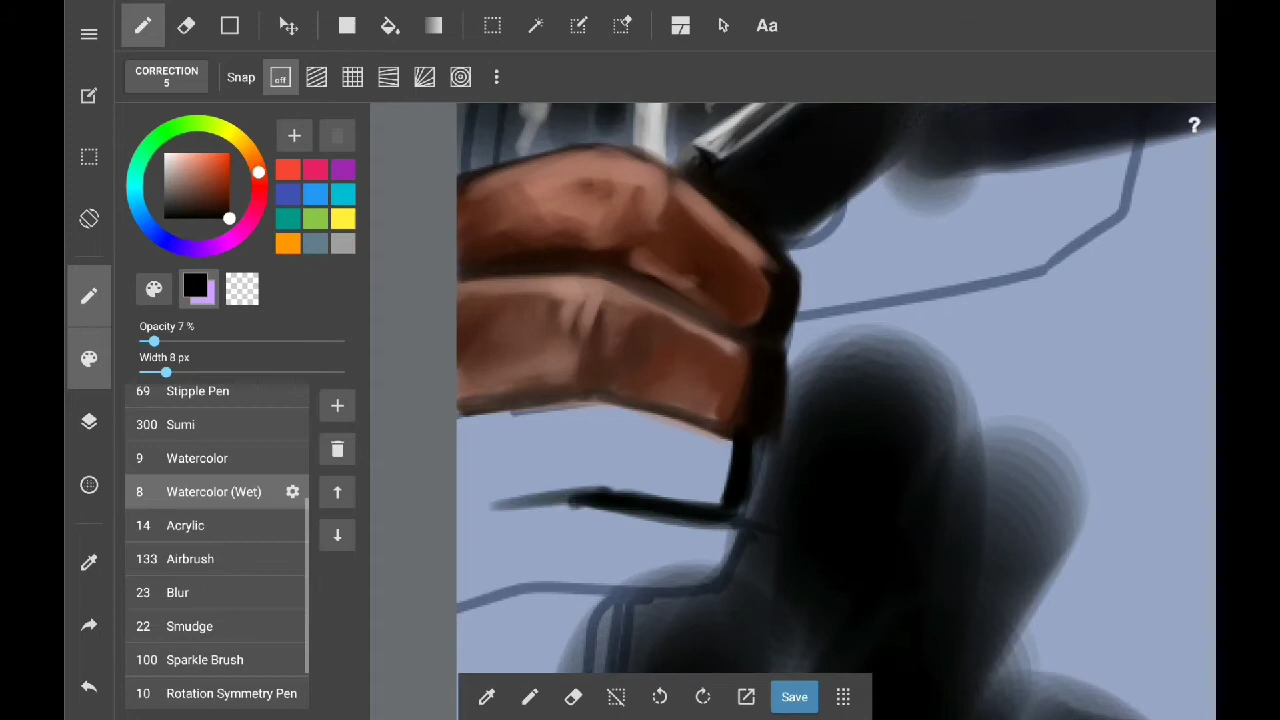 Aa
CORRECTION
5
Snap
off
?
Opacity 7 %
Width 8 px
69 Stipple Pen
300 Sumi
9 Watercolor
8 Watercolor (Wet)
14 Acrylic
133 Airbrush
23 Blur
22 Smudge
100 Sparkle Brush
10 Rotation Symmetry Pen
Save